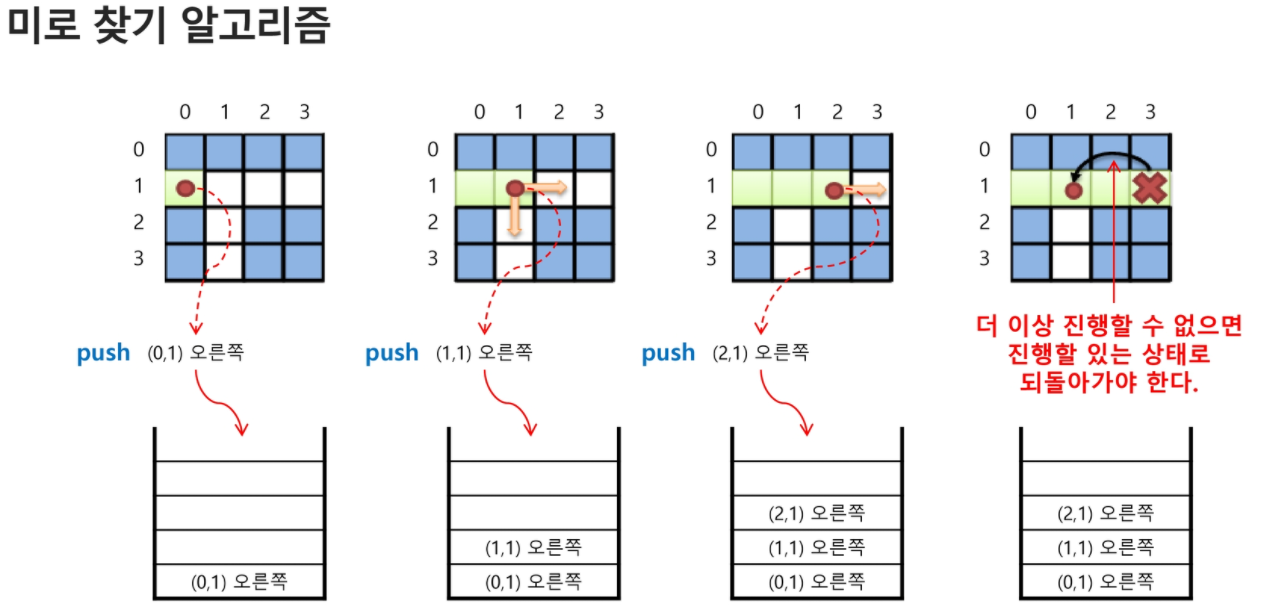 미로 찾기 알고리즘
0 1 2 3
0
1
2
3
push (0,1) 오른쪽
(0,1) 오른쪽
0 1 2 3
0
1
2
3
push (1,1) 오른쪽
(1,1) 오른쪽
(0,1) 오른쪽
0 1 2 3
0
1
2
3
push (2,1) 오른쪽
(2,1) 오른쪽
(1,1) 오른쪽
(0,1) 오른쪽
0 1 2 3
0
1
2
3
더 이상 진행할 수 없으면
진행할 있는 상태로
되돌아가야 한다.
(2,1) 오른쪽
(1,1) 오른쪽
(0,1) 오른쪽